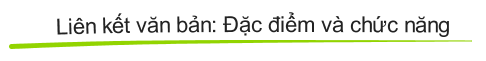 Liên kết văn bản: Đặc điểm và chức năng